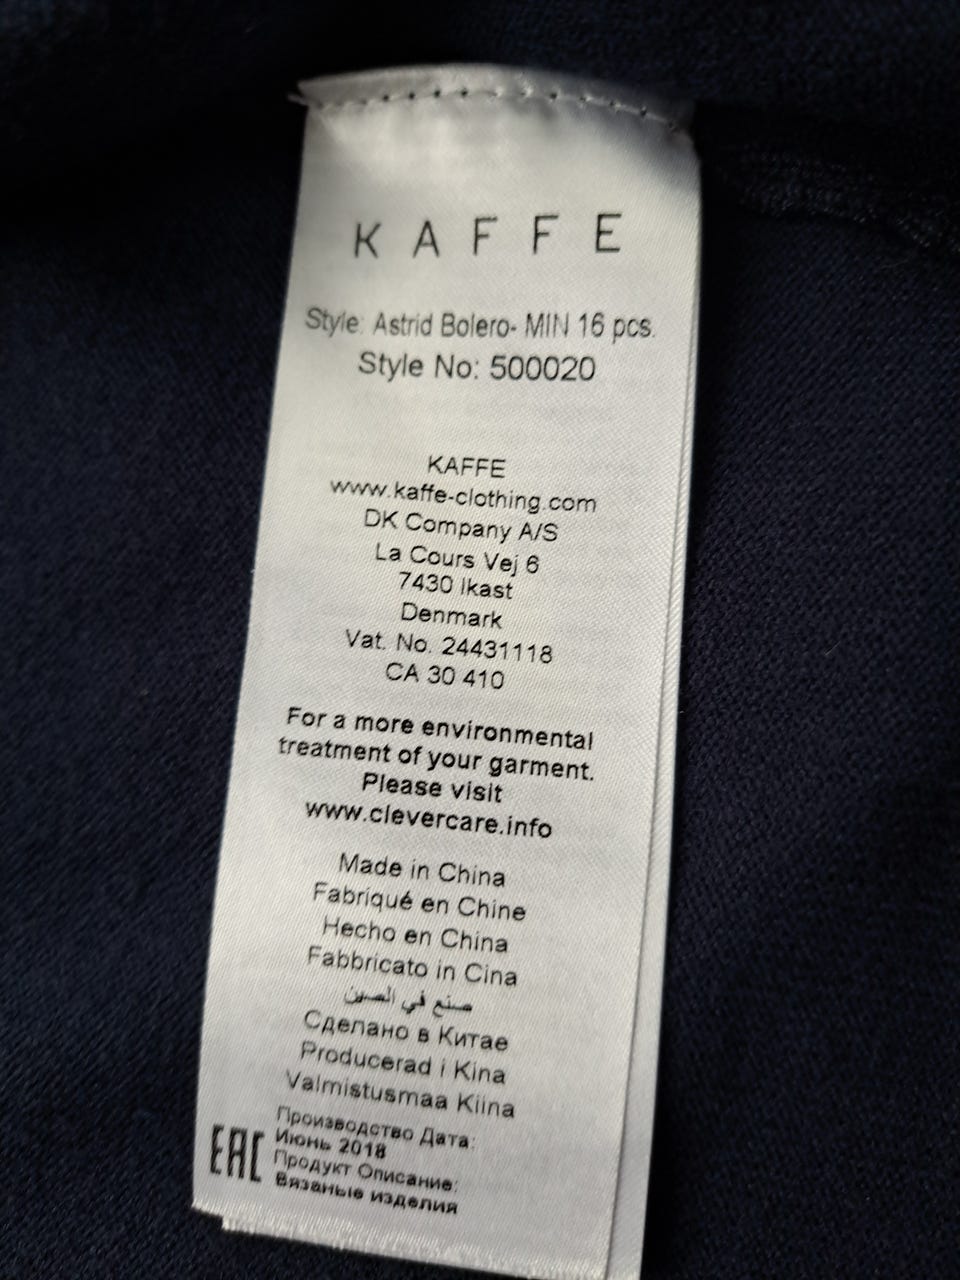 KAFFE
Style: Astrid Bolero- MIN 16 pcs.
Style No: 500020
KAFFE
www.kaffe-clothing.com
DK Company A/S
La Cours Vej 6
7430 Ikast
Denmark
Vat. No. 24431118
CA 30 410
For a more environmental
treatment of your garment.
Please visit
www.clevercare.info
Made in China
Fabriqué en Chine
Hecho en China
Fabbricato in Cina
صنع في الصين
Сделано в Китае
Producerad i Kina
Valmistusmaa Kiina
EAC
Производство Дата:
Июнь 2018
Продукт Описание:
Вязаные изделия